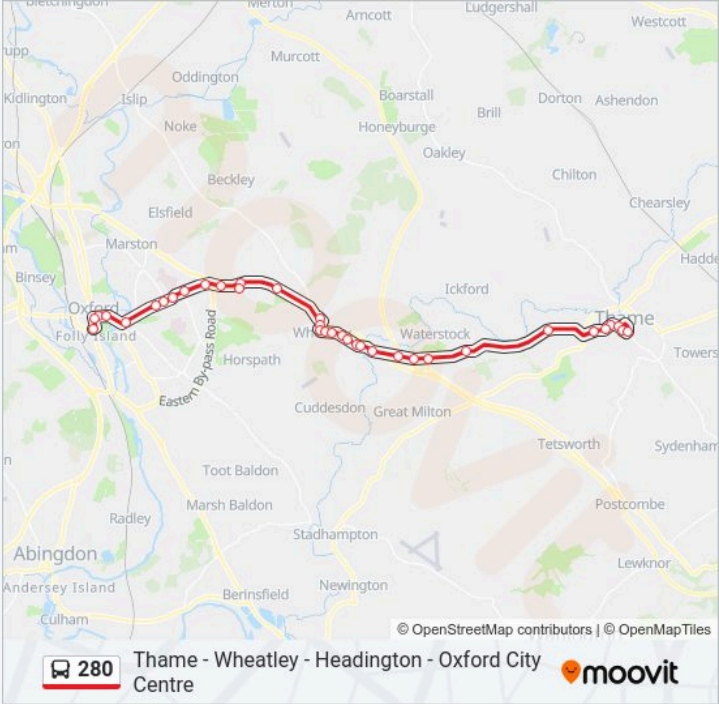 Bletchingdon
Merton
Arncott
Ludgershall
Westcott
Murcott
Oddington
Kidlington
Islip
Boarstall
Dorton
Ashendon
Brill
Noke
Honeyburge
Oakley
Chilton
Beckley
Chearsley
Elsfield
Marston
Binsey
Ickford
Oxford
Thame
Folly Island
Waterstock
Horspath
Towers
Eastern By-pass Road
Cuddesdon
Great Milton
Tetsworth
Sydenham
Toot Baldon
Marsh Baldon
Postcombe
Radley
Stadhampton
Abingdon
Lewknor
Andersey Island
Newington
Berinsfield
Culham
© OpenStreetMap contributors | © OpenMapTiles
280
Thame - Wheatley - Headington - Oxford City
Centre
moovit